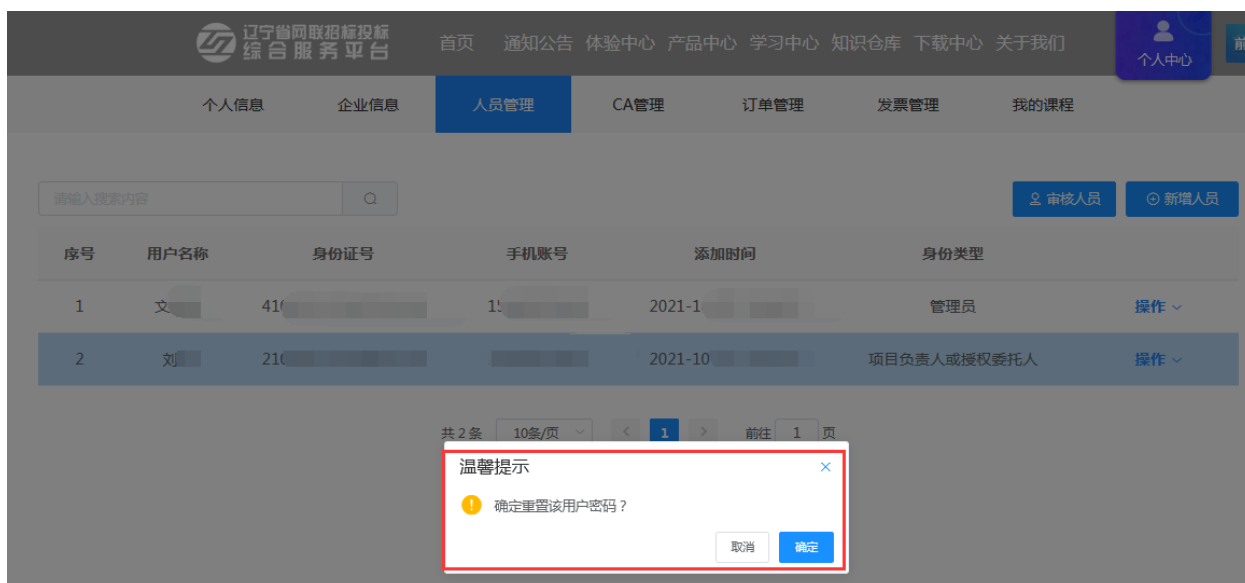 辽宁省网联招标投标
综合服务平台
首页 通知公告 体验中心 产品中心 学习中心 知识仓库 下载中心 关于我们
个人中心
前
个人信息 企业信息 人员管理 CA管理 订单管理 发票管理 我的课程
请输入搜索内容
审核人员 新增人员
序号 用户名称 身份证号 手机账号 添加时间 身份类型
1 文 41 15 2021-1 管理员 操作
2 刘 210 2021-10 项目负责人或授权委托人 操作
共 2 条 10条/页 < 1 > 前往 1 页
温馨提示 ×
! 确定重置该用户密码？
取消 确定